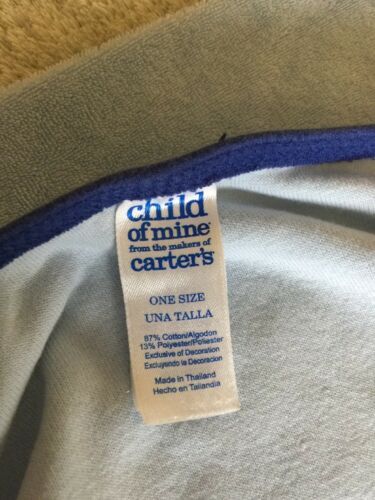 child
of mine
from the makers of
carter's
ONE SIZE
UNA TALLA
87% Cotton/Algodon
13% Polyester/Poliester
Exclusive of Decoration
Excluyendo la Decoracion
Made in Thailand
Hecho en Tailandia